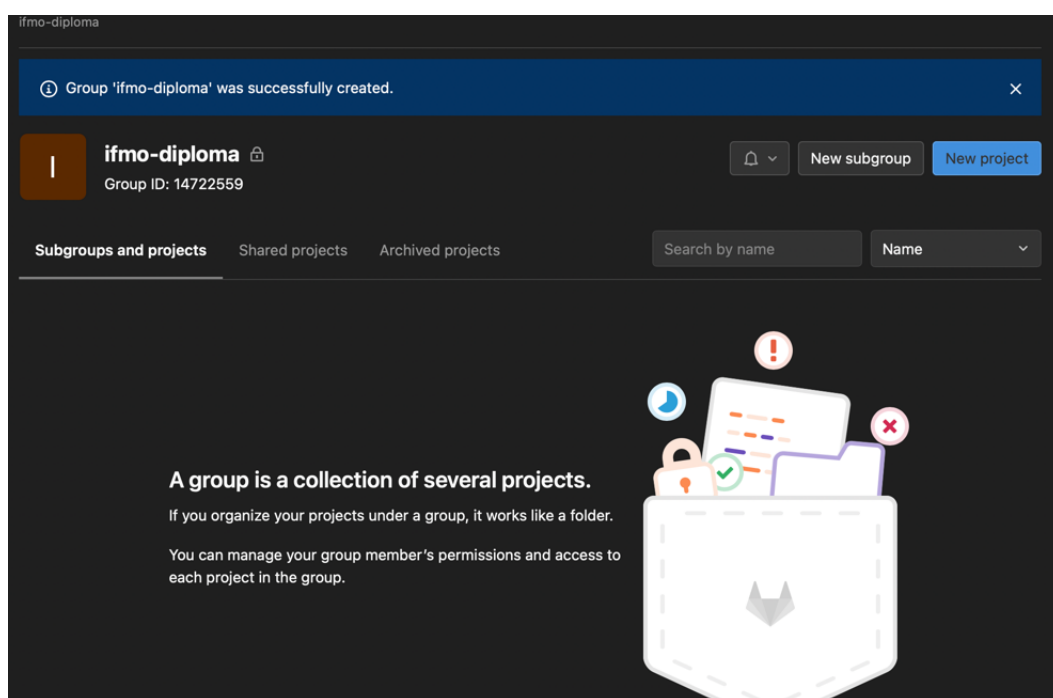 ifmo-diploma
Group 'ifmo-diploma' was successfully created.
I
ifmo-diploma
Group ID: 14722559
New subgroup
New project
Subgroups and projects
Shared projects
Archived projects
Search by name
Name
A group is a collection of several projects.
If you organize your projects under a group, it works like a folder.
You can manage your group member’s permissions and access to
each project in the group.